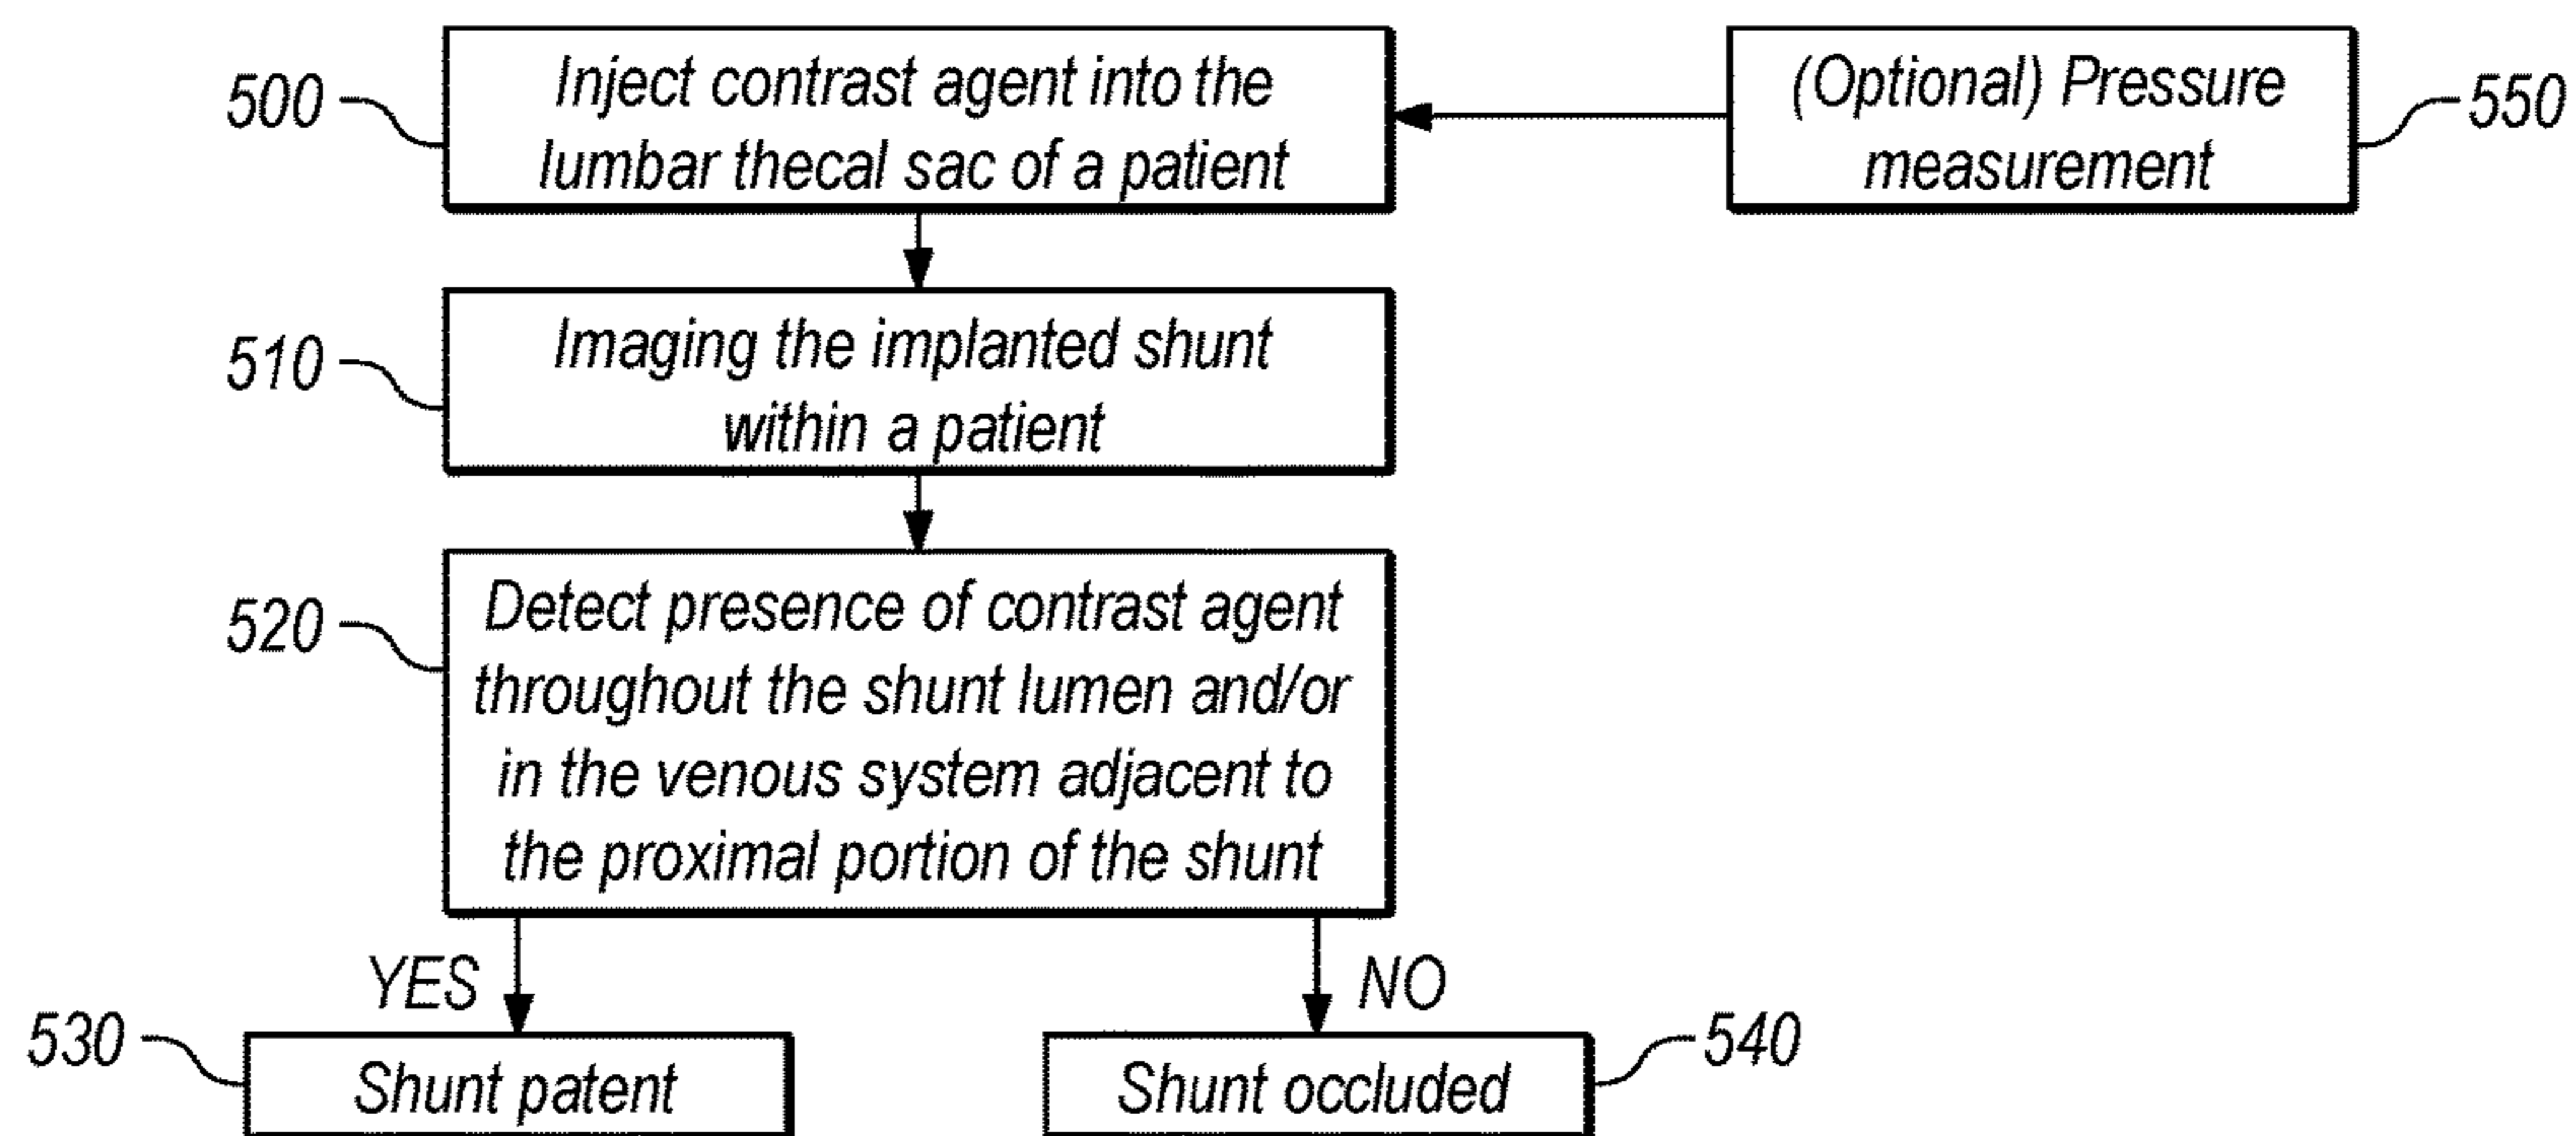 500
Inject contrast agent into the
lumbar thecal sac of a patient
(Optional) Pressure
measurement
550
510
Imaging the implanted shunt
within a patient
520
Detect presence of contrast agent
throughout the shunt lumen and/or
in the venous system adjacent to
the proximal portion of the shunt
YES
NO
530
Shunt patent
Shunt occluded
540